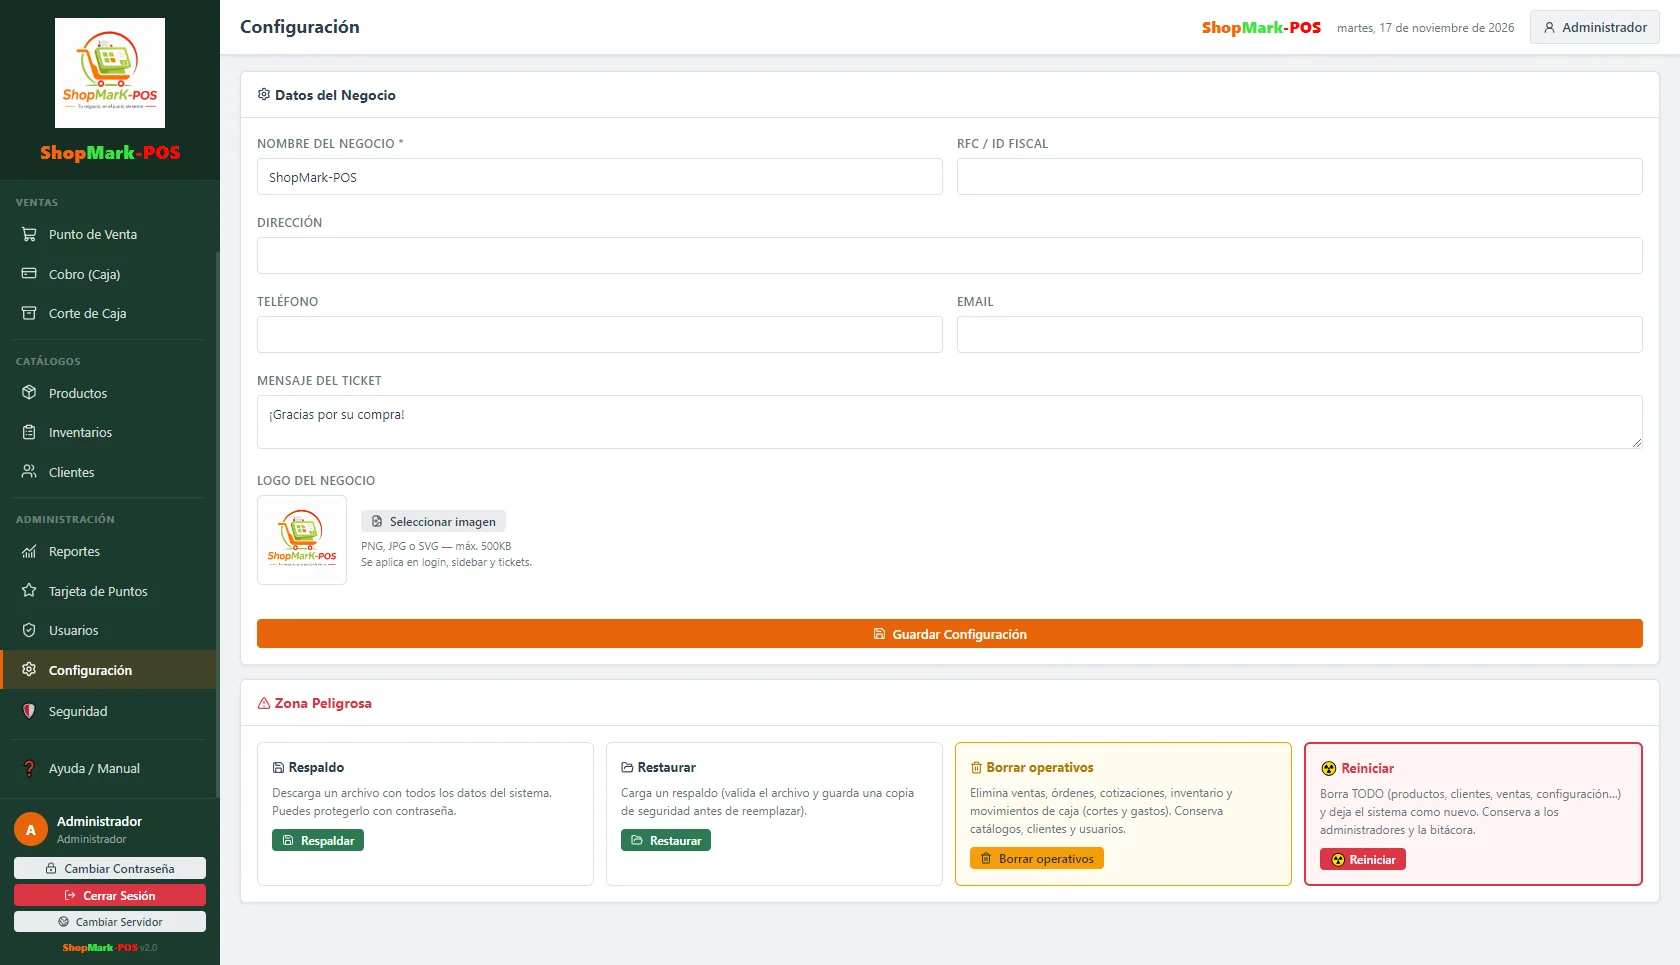 ShopMarK-POS
Tu negocio, en el punto de venta
ShopMark-POS
VENTAS
Punto de Venta
Cobro (Caja)
Corte de Caja
CATÁLOGOS
Productos
Inventarios
Clientes
ADMINISTRACIÓN
Reportes
Tarjeta de Puntos
Usuarios
Configuración
Seguridad
Ayuda / Manual
A
Administrador
Administrador
Cambiar Contraseña
Cerrar Sesión
Cambiar Servidor
ShopMark-POS v2.0
Configuración
ShopMark-POS
martes, 17 de noviembre de 2026
Administrador
Datos del Negocio
NOMBRE DEL NEGOCIO *
RFC / ID FISCAL
ShopMark-POS
DIRECCIÓN
TELÉFONO
EMAIL
MENSAJE DEL TICKET
¡Gracias por su compra!
LOGO DEL NEGOCIO
ShopMarK-POS
Seleccionar imagen
PNG, JPG o SVG — máx. 500KB
Se aplica en login, sidebar y tickets.
Guardar Configuración
Zona Peligrosa
Respaldo
Descarga un archivo con todos los datos del sistema.
Puedes protegerlo con contraseña.
Respaldar
Restaurar
Carga un respaldo (valida el archivo y guarda una copia
de seguridad antes de reemplazar).
Restaurar
Borrar operativos
Elimina ventas, órdenes, cotizaciones, inventario y
movimientos de caja (cortes y gastos). Conserva
catálogos, clientes y usuarios.
Borrar operativos
Reiniciar
Borra TODO (productos, clientes, ventas, configuración...)
y deja el sistema como nuevo. Conserva a los
administradores y la bitácora.
Reiniciar